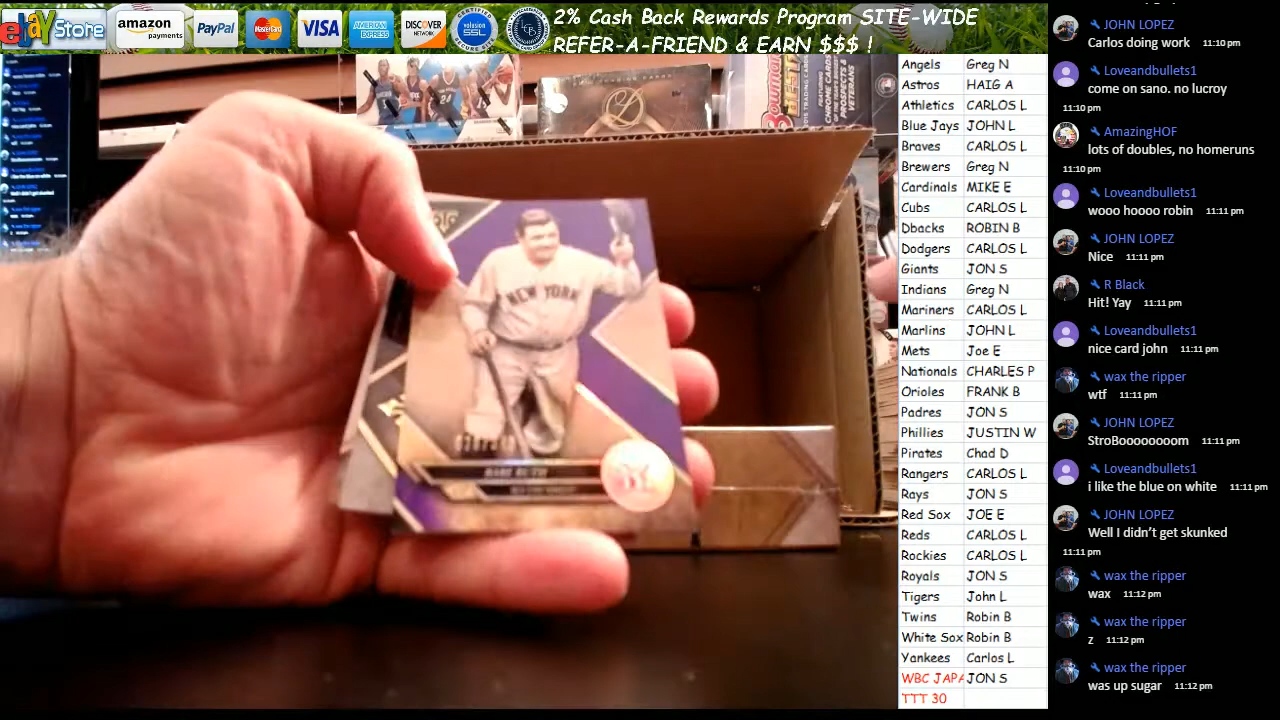 ebay Store
amazon
payments
PayPal
MasterCard
VISA
AMERICAN
EXPRESS
DISCOVER
NETWORK
2% Cash Back Rewards Program SITE-WIDE
REFER-A-FRIEND & EARN $$$ !
Angels Greg N
Astros HAIG A
Athletics CARLOS L
Blue Jays JOHN L
Braves CARLOS L
Brewers Greg N
Cardinals MIKE E
Cubs CARLOS L
Dbacks ROBIN B
Dodgers CARLOS L
Giants JON S
Indians Greg N
Mariners CARLOS L
Marlins JOHN L
Mets Joe E
Nationals CHARLES P
Orioles FRANK B
Padres JON S
Phillies JUSTIN W
Pirates Chad D
Rangers CARLOS L
Rays JON S
Red Sox JOE E
Reds CARLOS L
Rockies CARLOS L
Royals JON S
Tigers John L
Twins Robin B
White Sox Robin B
Yankees Carlos L
WBC JAPA JON S
TTT 30
JOHN LOPEZ
Carlos doing work 11:10 pm
Loveandbullets1
come on sano. no lucroy
11:10 pm
AmazingHOF
lots of doubles, no homeruns
11:10 pm
Loveandbullets1
wooo hoooo robin 11:11 pm
JOHN LOPEZ
Nice 11:11 pm
R Black
Hit! Yay 11:11 pm
Loveandbullets1
nice card john 11:11 pm
wax the ripper
wtf 11:11 pm
JOHN LOPEZ
StroBooooooom 11:11 pm
Loveandbullets1
i like the blue on white 11:11 pm
JOHN LOPEZ
Well I didn't get skunked
11:11 pm
wax the ripper
wax 11:12 pm
wax the ripper
z 11:12 pm
wax the ripper
was up sugar 11:12 pm
NEW YORK
BABE RUTH
Bowman